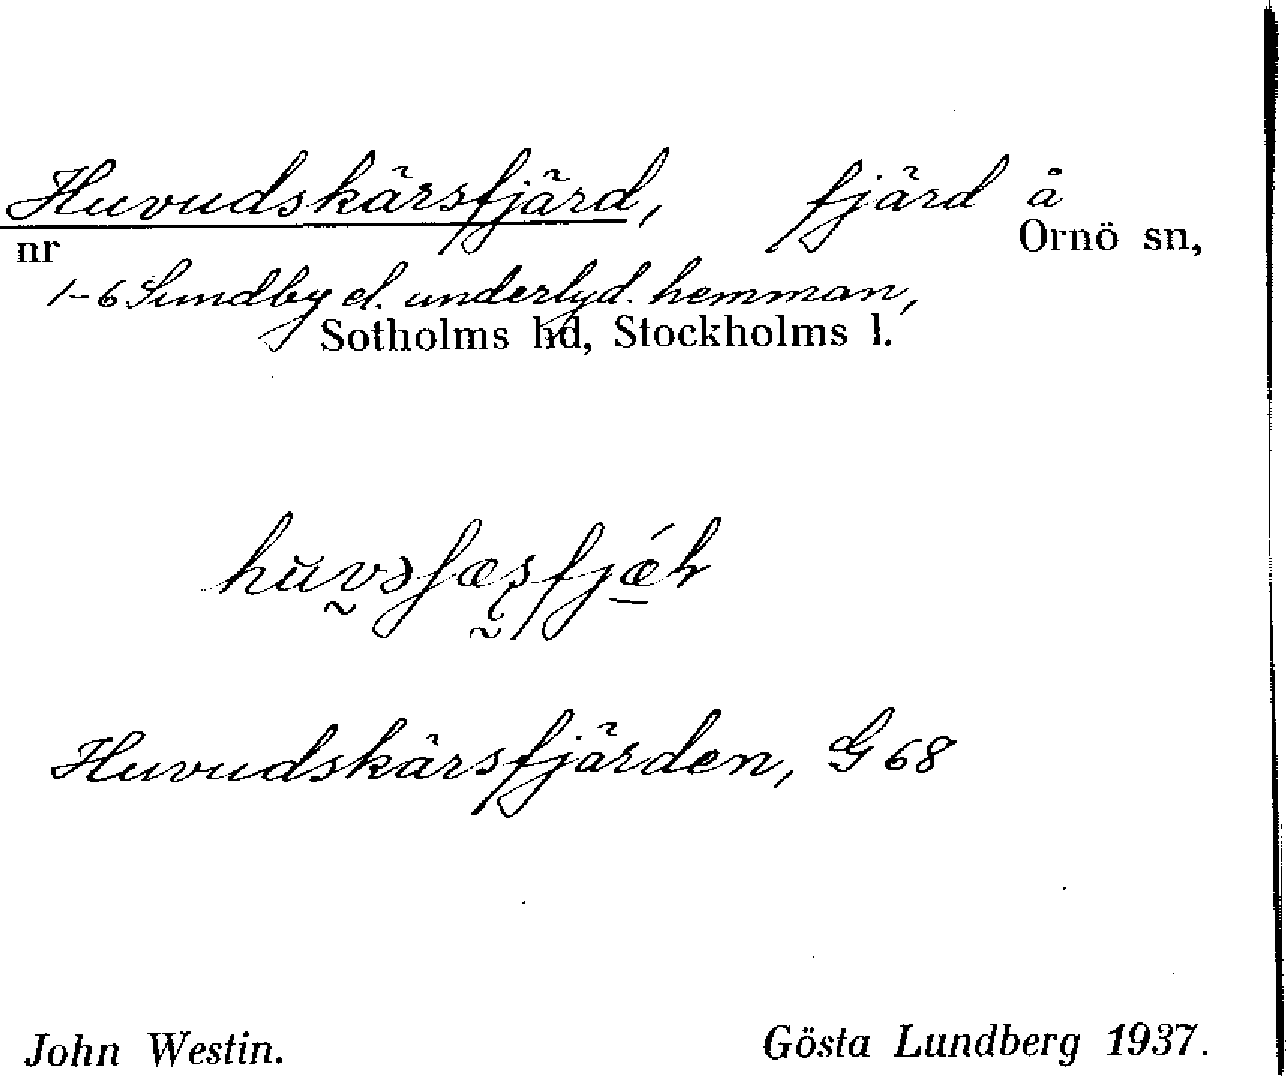 Huvudskärsfjärd, fjärd å
nr Ornö sn,
1-6 Sundby el. underlyd. hemman,
Sotholms hd, Stockholms l.
Huvudskärsfjärden, G 68
John Westin. Gösta Lundberg 1937.